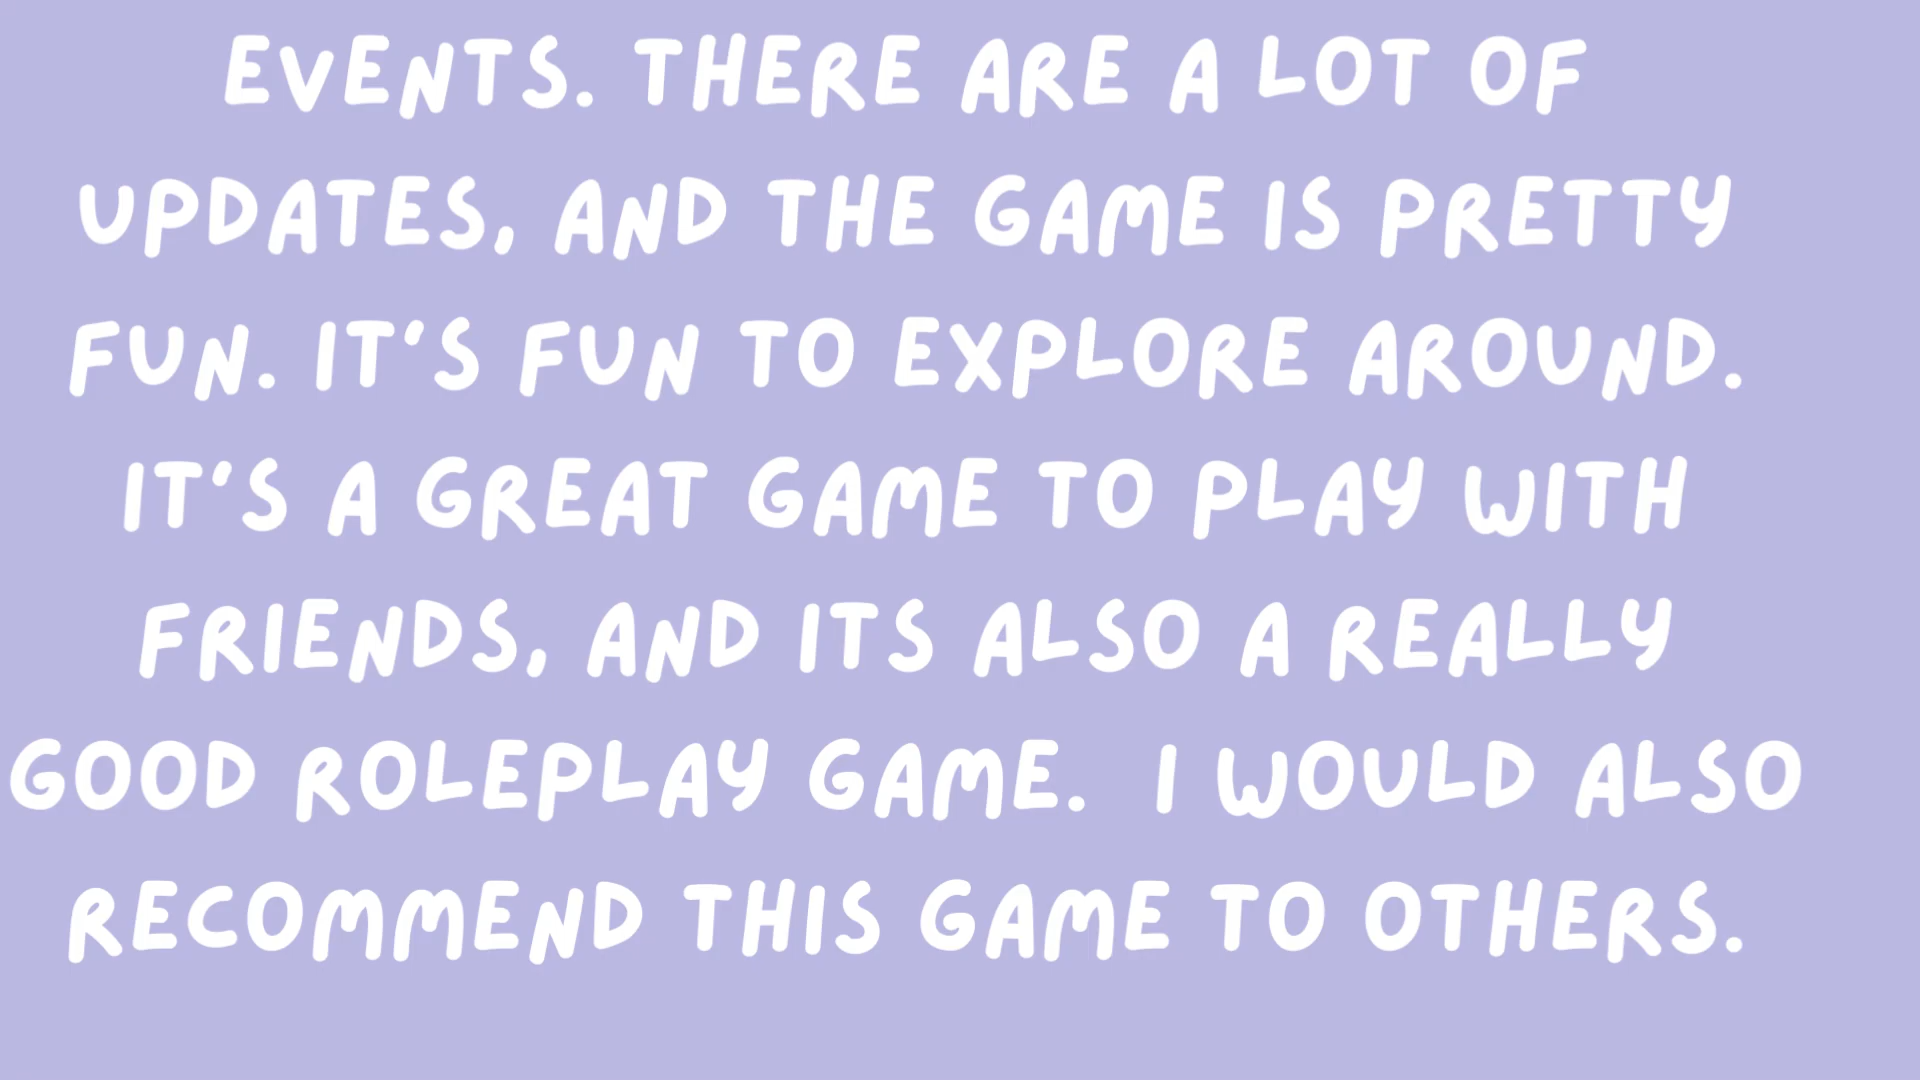 EVENTS. THERE ARE A LOT OF
UPDATES, AND THE GAME IS PRETTY
FUN. IT'S FUN TO EXPLORE AROUND.
IT'S A GREAT GAME TO PLAY WITH
FRIENDS, AND ITS ALSO A REALLY
GOOD ROLEPLAY GAME.  I WOULD ALSO
RECOMMEND THIS GAME TO OTHERS.